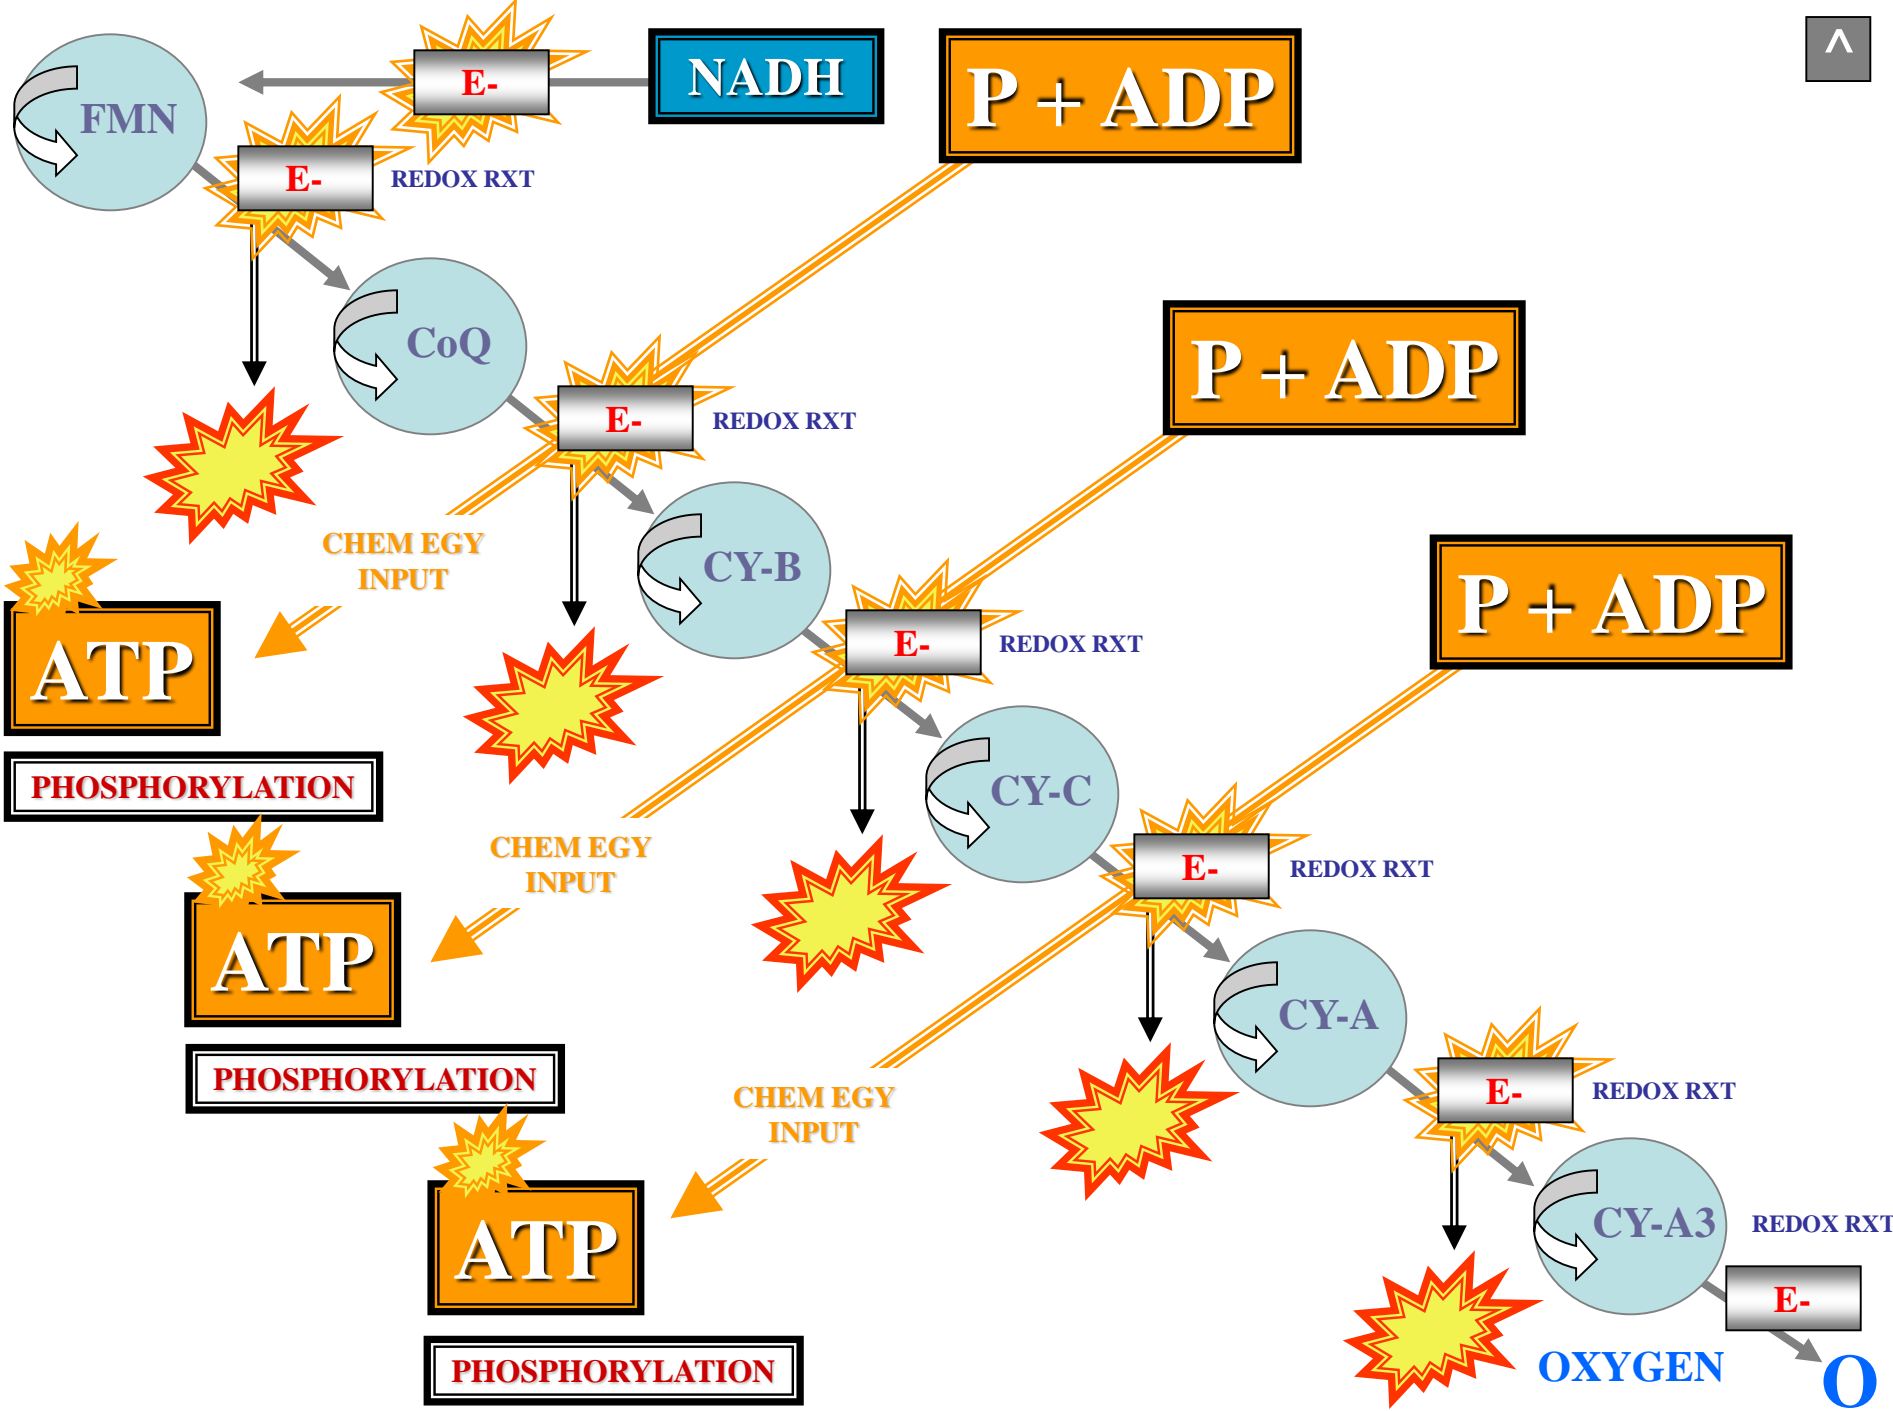 ^
E-
NADH
P + ADP
FMN
E-
REDOX RXT
CoQ
P + ADP
E-
REDOX RXT
CHEM EGY
INPUT
CY-B
P + ADP
E-
REDOX RXT
ATP
PHOSPHORYLATION
CY-C
CHEM EGY
INPUT
E-
REDOX RXT
ATP
CY-A
PHOSPHORYLATION
CHEM EGY
INPUT
E-
REDOX RXT
ATP
CY-A3
REDOX RXT
E-
PHOSPHORYLATION
OXYGEN
O